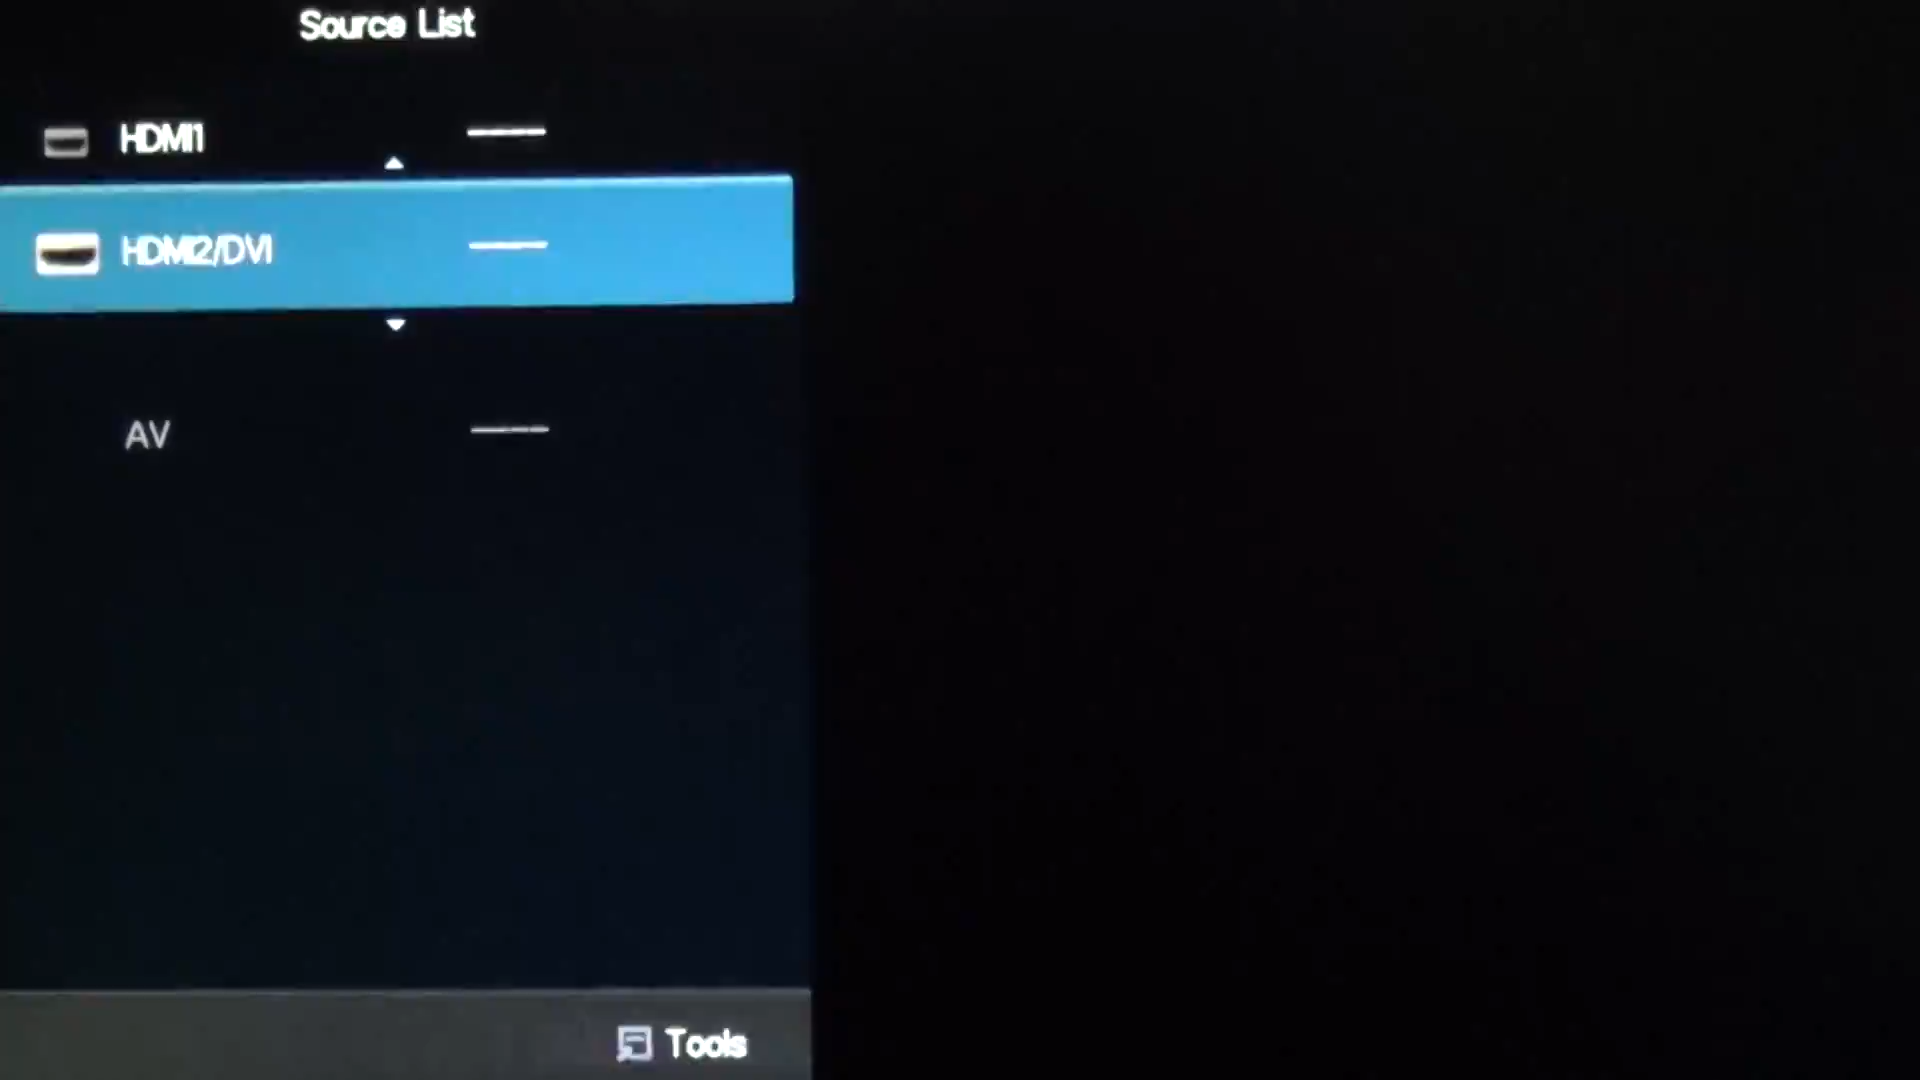 Source List
HDMI1 ----
HDMI2/DVI ----
AV ----
Tools